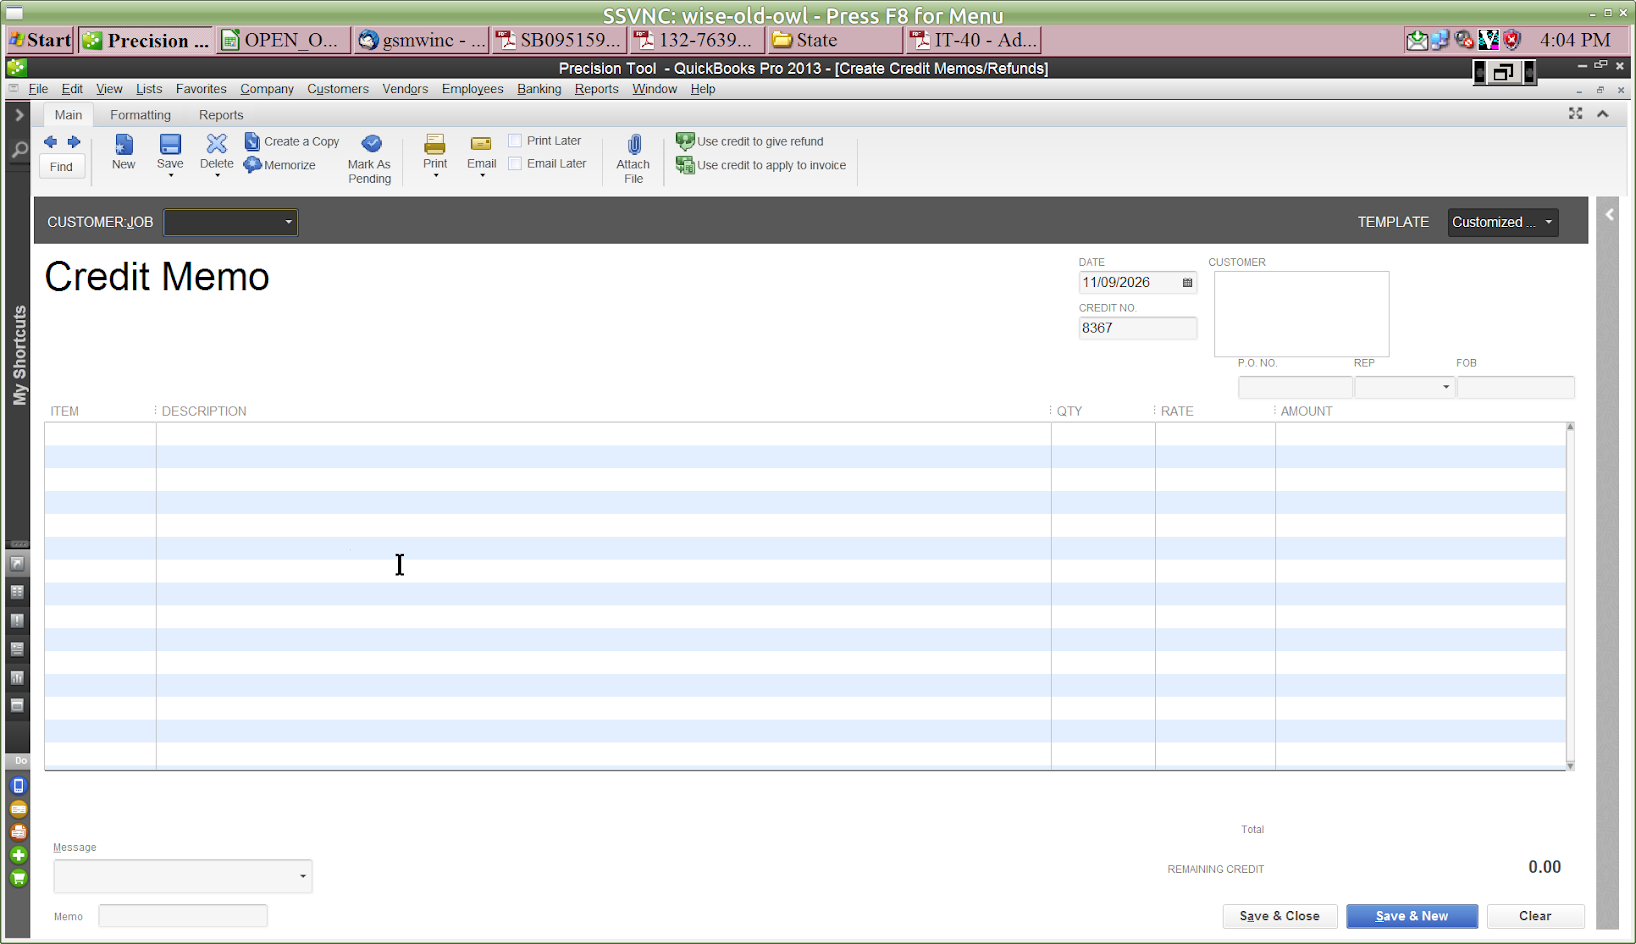 SSVNC: wise-old-owl - Press F8 for Menu
Start
Precision ...
OPEN_O...
gsmwinc - ...
SB095159...
132-7639...
State
IT-40 - Ad...
4:04 PM
Precision Tool - QuickBooks Pro 2013 - [Create Credit Memos/Refunds]
File Edit View Lists Favorites Company Customers Vendors Employees Banking Reports Window Help
Main Formatting Reports
Find
New
Save
Delete
Create a Copy
Memorize
Mark As
Pending
Print
Email
Print Later
Email Later
Attach
File
Use credit to give refund
Use credit to apply to invoice
My Shortcuts
Do
CUSTOMER:JOB
TEMPLATE Customized ...
Credit Memo
DATE
11/09/2026
CREDIT NO.
8367
CUSTOMER
P.O. NO. REP FOB
ITEM DESCRIPTION QTY RATE AMOUNT
Total
Message
REMAINING CREDIT 0.00
Memo
Save & Close Save & New Clear